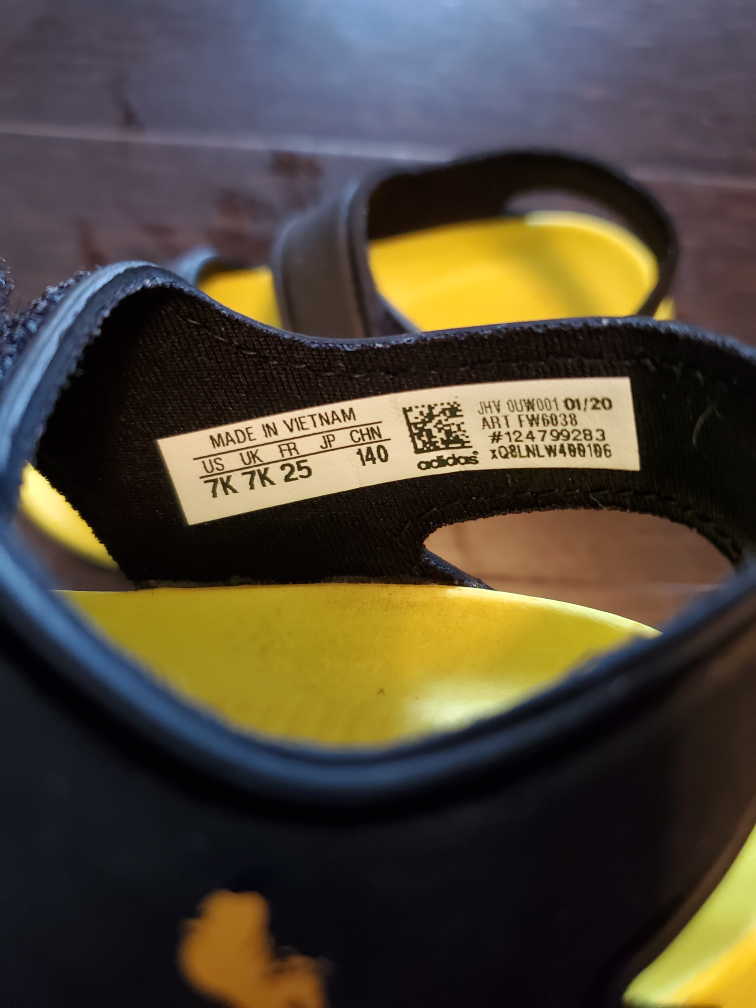 MADE IN VIETNAM
US UK FR JP CHN
7K 7K 25 140
adidas
JHV 0UW001 01/20
ART FW6038
#124799283
xQ8LNLW400106